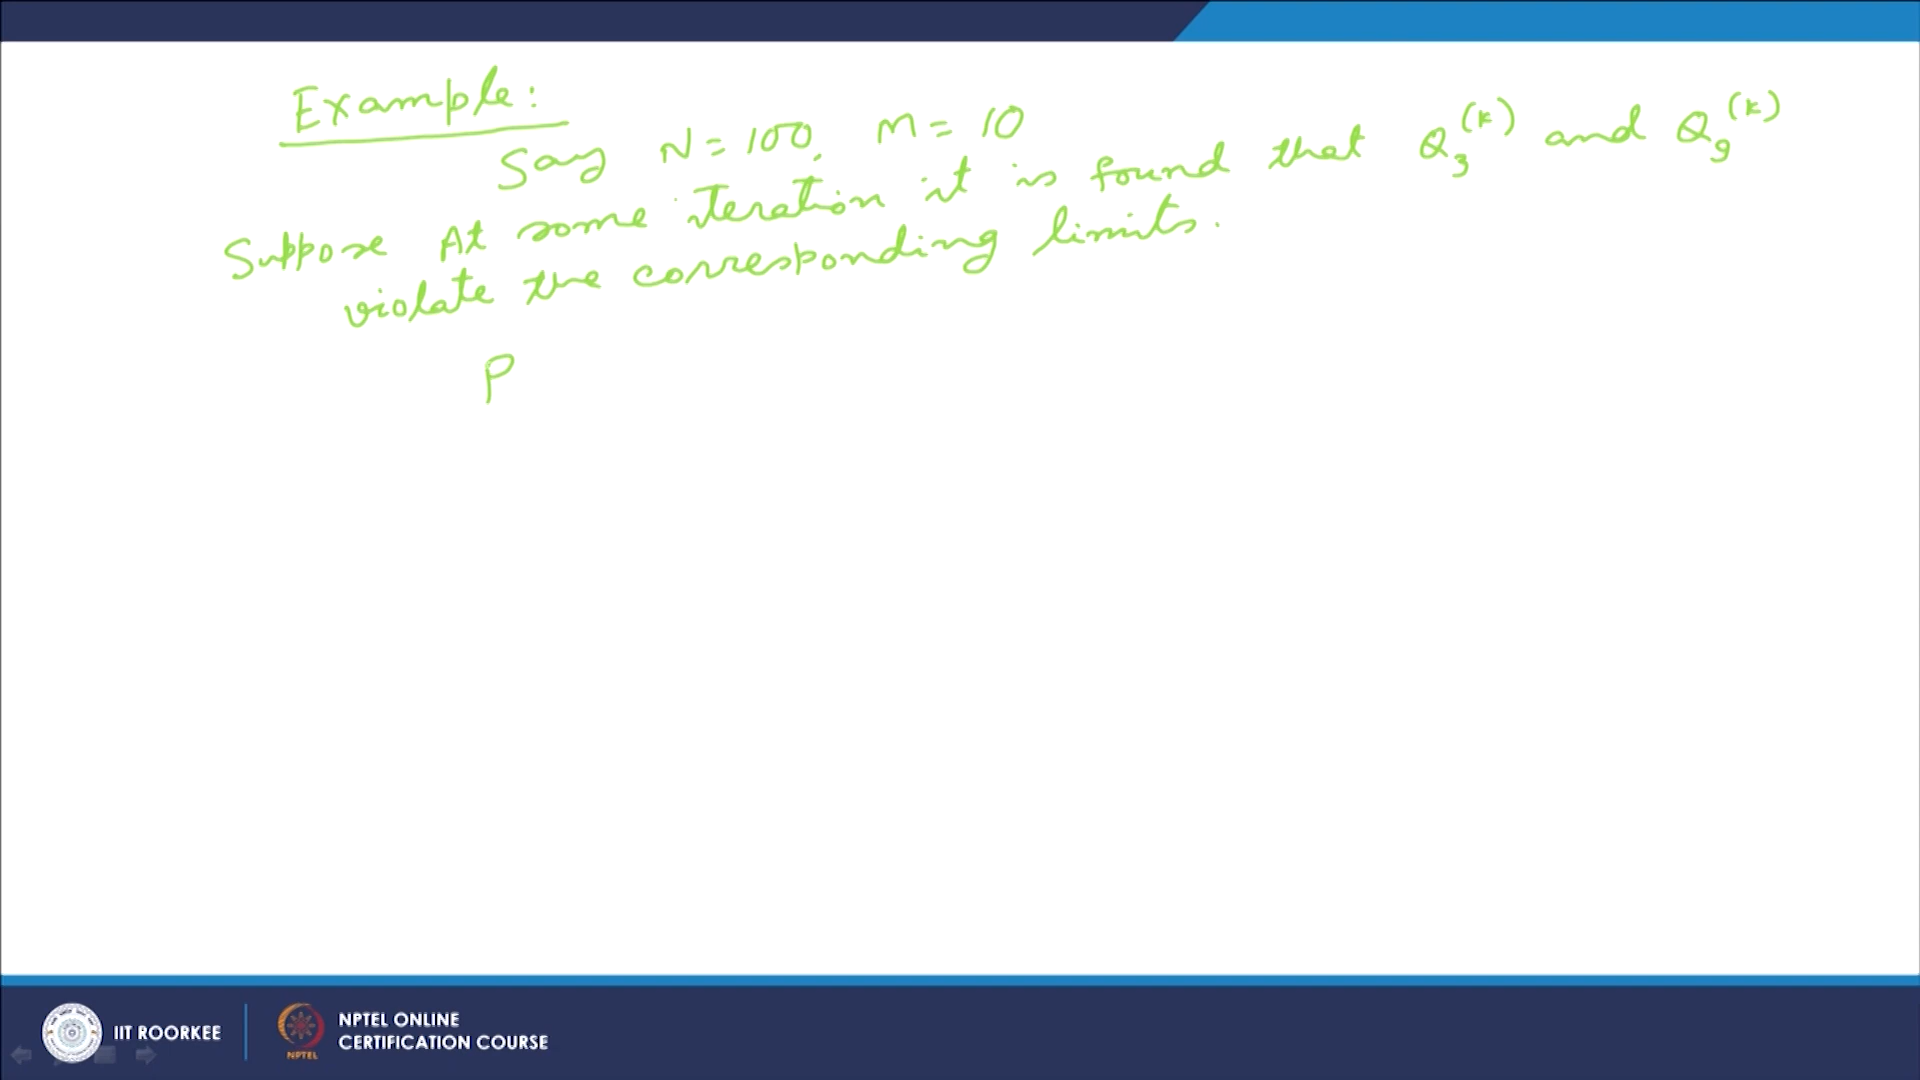 Example:
Say N = 100, M = 10
Suppose At some iteration it is found that Q₃⁽ᵏ⁾ and Q₉⁽ᵏ⁾
violate the corresponding limits.
P
IIT ROORKEE
NPTEL
NPTEL ONLINE
CERTIFICATION COURSE